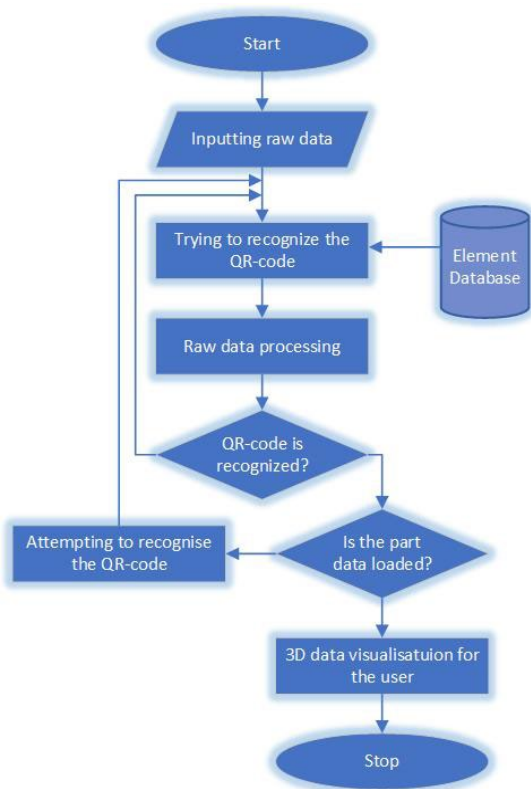 Start
Inputting raw data
Trying to recognize the
QR-code
Element
Database
Raw data processing
QR-code is
recognized?
Attempting to recognise
the QR-code
Is the part
data loaded?
3D data visualisatuion for
the user
Stop